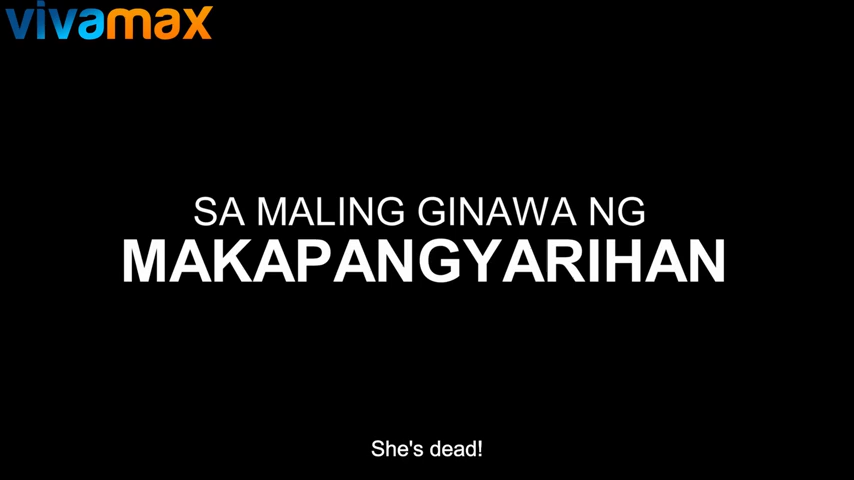 vivamax
SA MALING GINAWA NG
MAKAPANGYARIHAN
She's dead!